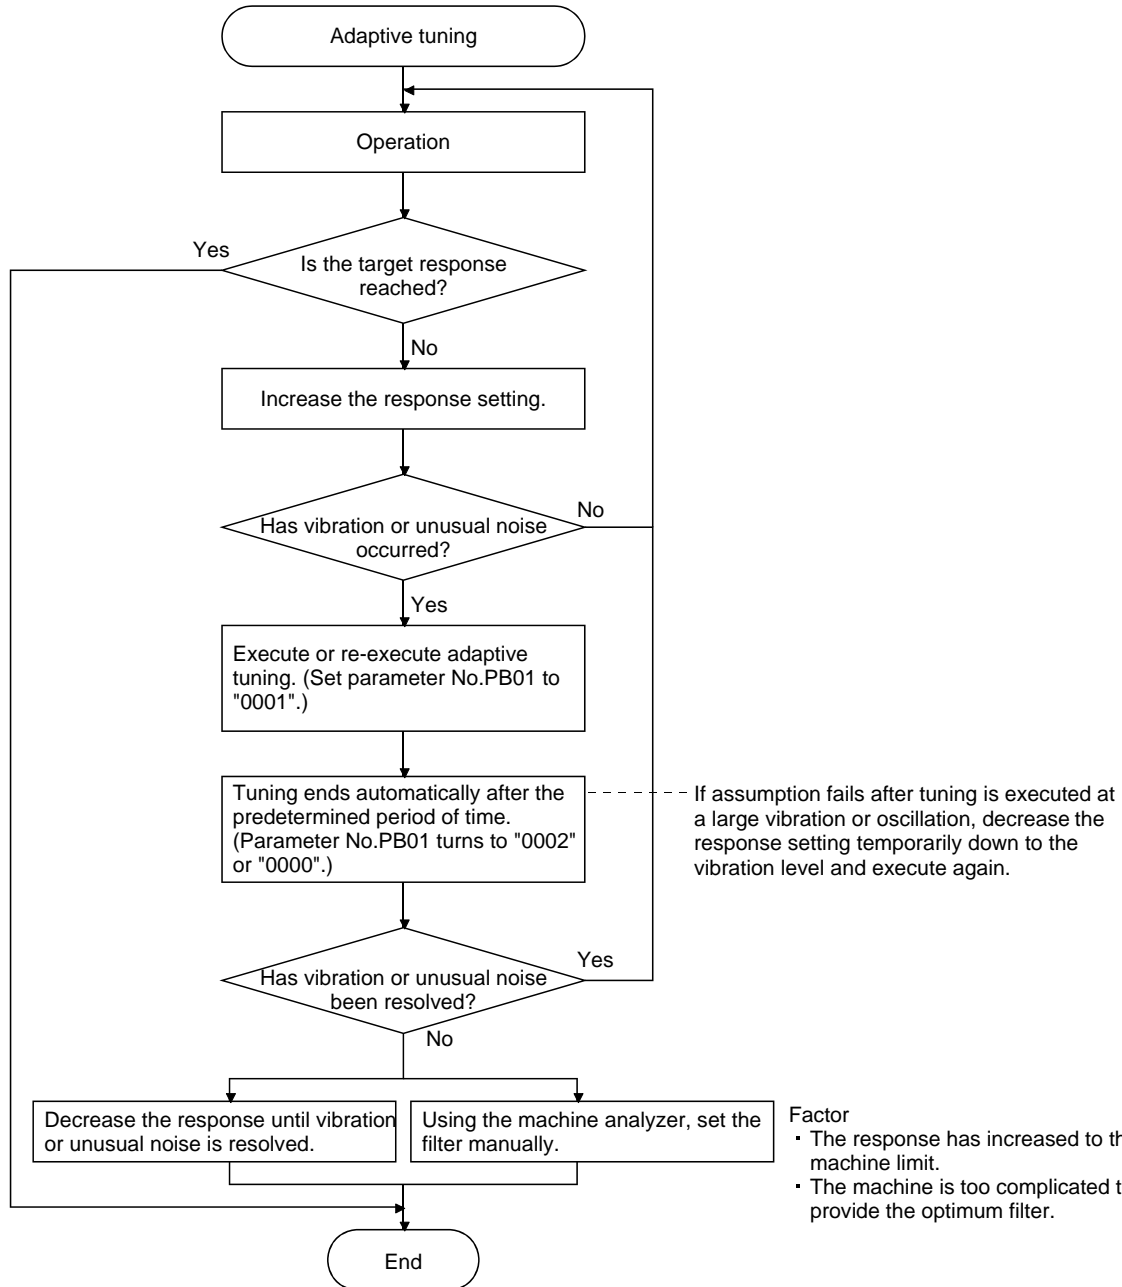 Adaptive tuning
Operation
Yes
Is the target response
reached?
No
Increase the response setting.
No
Has vibration or unusual noise
occurred?
Yes
Execute or re-execute adaptive
tuning. (Set parameter No.PB01 to
"0001".)
Tuning ends automatically after the
predetermined period of time.
(Parameter No.PB01 turns to "0002"
or "0000".)
If assumption fails after tuning is executed at
a large vibration or oscillation, decrease the
response setting temporarily down to the
vibration level and execute again.
Yes
Has vibration or unusual noise
been resolved?
No
Decrease the response until vibration
or unusual noise is resolved.
Using the machine analyzer, set the
filter manually.
Factor
· The response has increased to
machine limit.
· The machine is too complicated
provide the optimum filter.
End